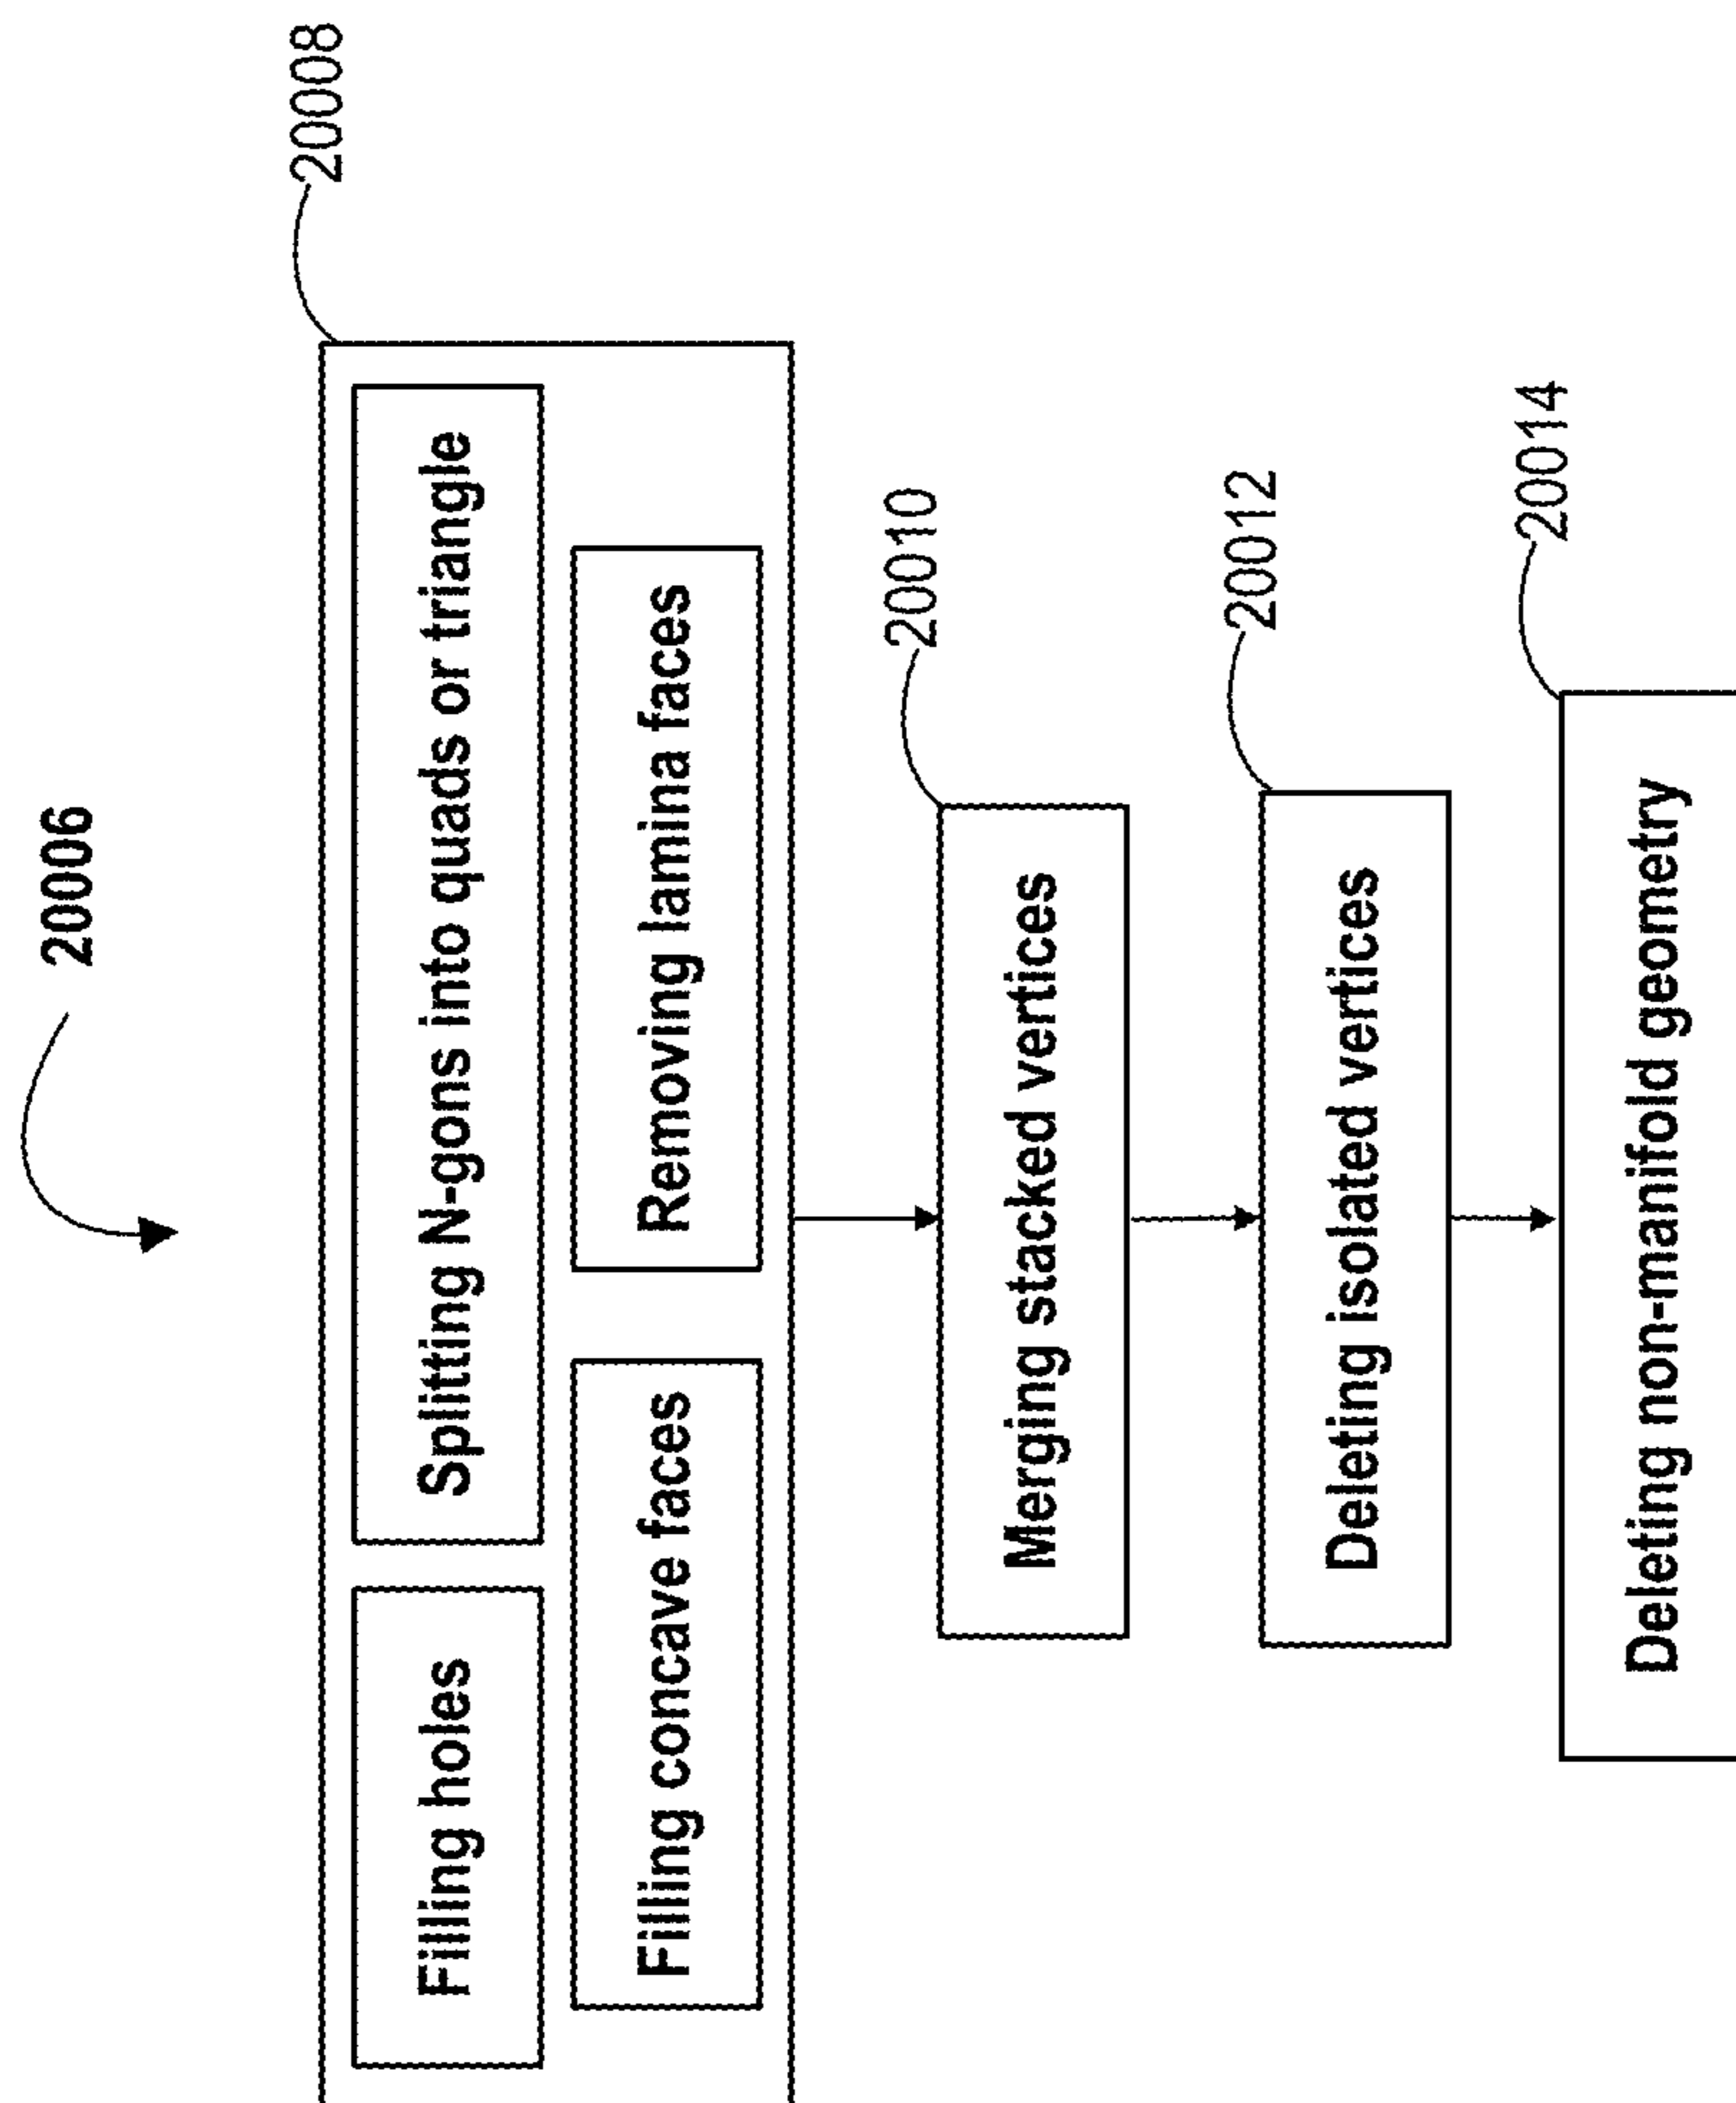 20006
20008
Filling holes
Splitting N-gons into quads or triangle
Filling concave faces
Removing lamina faces
20010
Merging stacked vertices
20012
Deleting isolated vertices
20014
Deleting non-manifold geometry